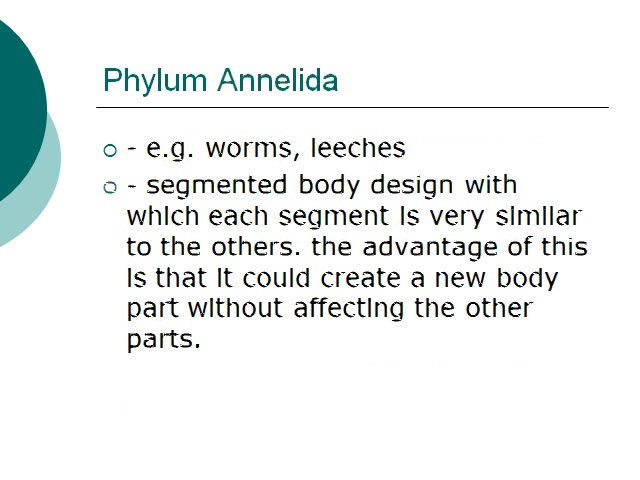 Phylum Annelida
- e.g. worms, leeches
- segmented body design with
which each segment is very similar
to the others. the advantage of this
is that it could create a new body
part without affecting the other
parts.